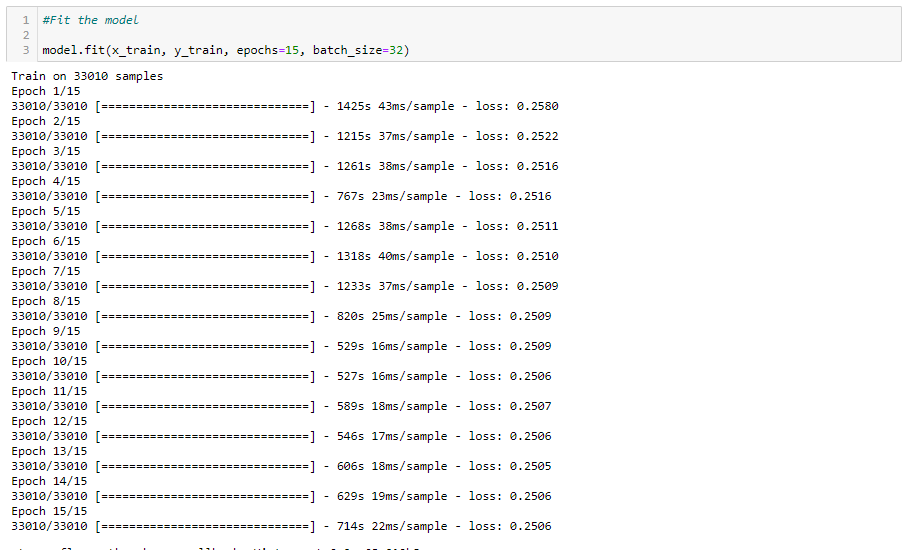 1 #Fit the model
2
3 model.fit(x_train, y_train, epochs=15, batch_size=32)
Train on 33010 samples
Epoch 1/15
33010/33010 [==============================] - 1425s 43ms/sample - loss: 0.2580
Epoch 2/15
33010/33010 [==============================] - 1215s 37ms/sample - loss: 0.2522
Epoch 3/15
33010/33010 [==============================] - 1261s 38ms/sample - loss: 0.2516
Epoch 4/15
33010/33010 [==============================] - 767s 23ms/sample - loss: 0.2516
Epoch 5/15
33010/33010 [==============================] - 1268s 38ms/sample - loss: 0.2511
Epoch 6/15
33010/33010 [==============================] - 1318s 40ms/sample - loss: 0.2510
Epoch 7/15
33010/33010 [==============================] - 1233s 37ms/sample - loss: 0.2509
Epoch 8/15
33010/33010 [==============================] - 820s 25ms/sample - loss: 0.2509
Epoch 9/15
33010/33010 [==============================] - 529s 16ms/sample - loss: 0.2509
Epoch 10/15
33010/33010 [==============================] - 527s 16ms/sample - loss: 0.2506
Epoch 11/15
33010/33010 [==============================] - 589s 18ms/sample - loss: 0.2507
Epoch 12/15
33010/33010 [==============================] - 546s 17ms/sample - loss: 0.2506
Epoch 13/15
33010/33010 [==============================] - 606s 18ms/sample - loss: 0.2505
Epoch 14/15
33010/33010 [==============================] - 629s 19ms/sample - loss: 0.2506
Epoch 15/15
33010/33010 [==============================] - 714s 22ms/sample - loss: 0.2506